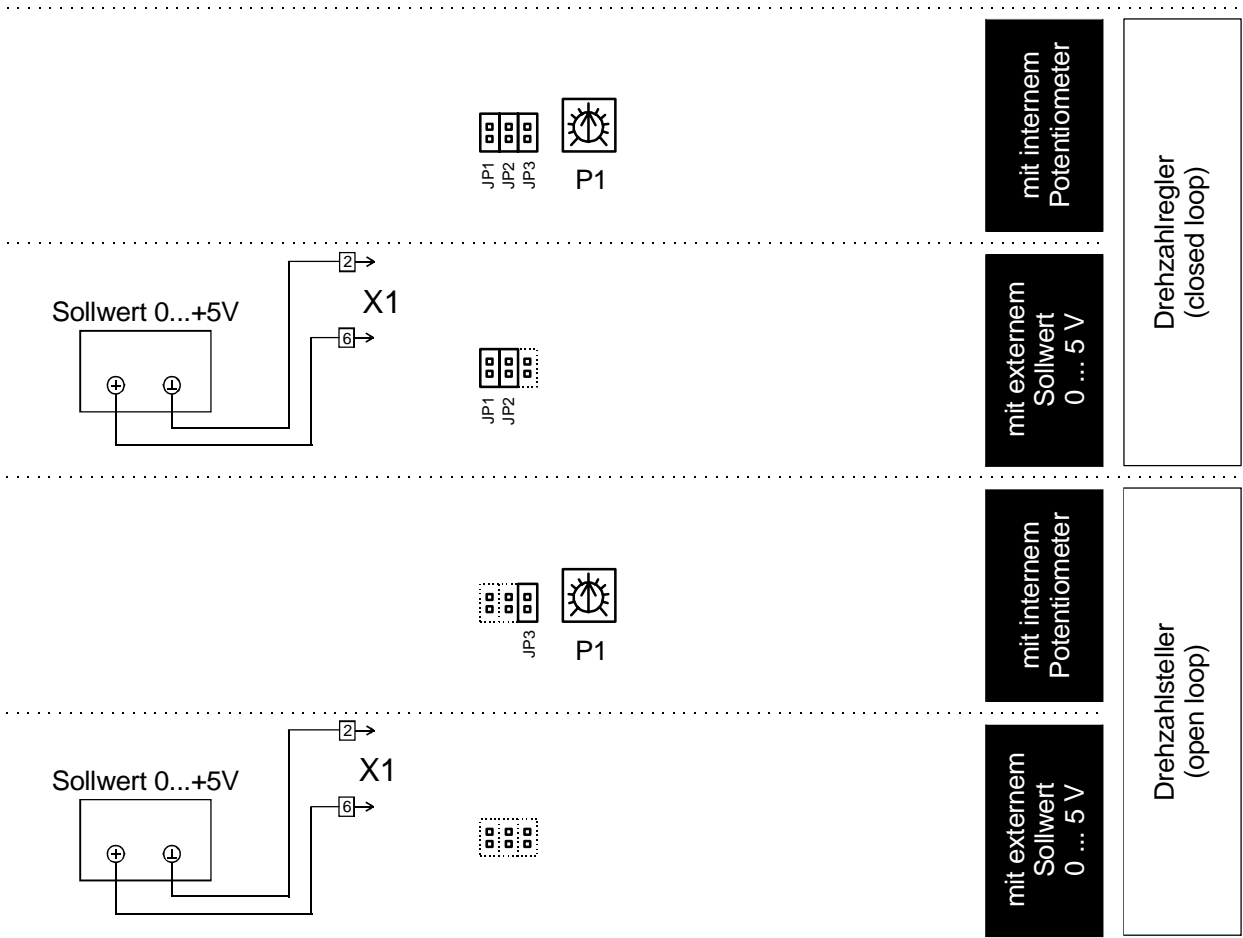 JP1
JP2
JP3
P1
mit internem
Potentiometer
Drehzahlregler
(closed loop)
2
X1
Sollwert 0...+5V
6
JP1
JP2
mit externem
Sollwert
0 ... 5 V
JP3
P1
mit internem
Potentiometer
Drehzahlsteller
(open loop)
2
X1
Sollwert 0...+5V
6
mit externem
Sollwert
0 ... 5 V